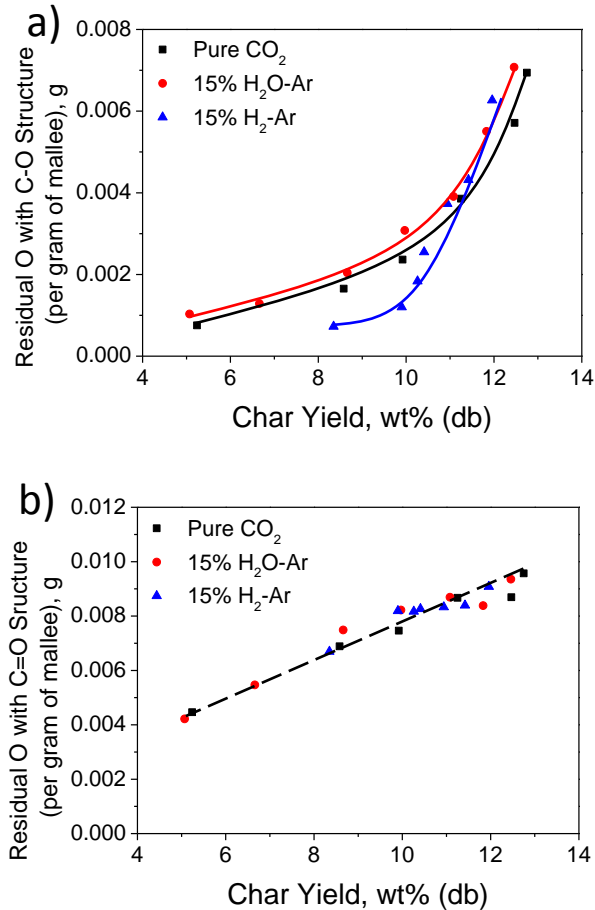 a)
Residual O with C-O Structure
(per gram of mallee), g
0.008
0.006
0.004
0.002
0.000
Pure CO₂
15% H₂O-Ar
15% H₂-Ar
4 6 8 10 12 14
Char Yield, wt% (db)
b)
Residual O with C=O Sructure
(per gram of mallee), g
0.012
0.010
0.008
0.006
0.004
0.002
0.000
Pure CO₂
15% H₂O-Ar
15% H₂-Ar
4 6 8 10 12 14
Char Yield, wt% (db)